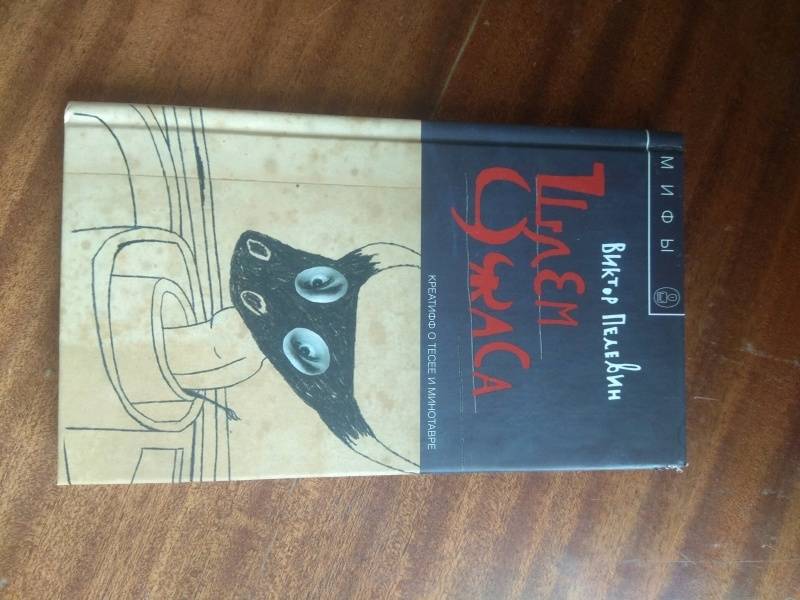 МИФЫ
Виктор Пелевин
Шлем
ужаса
КРЕАТИФФ О ТЕСЕЕ И МИНОТАВРЕ